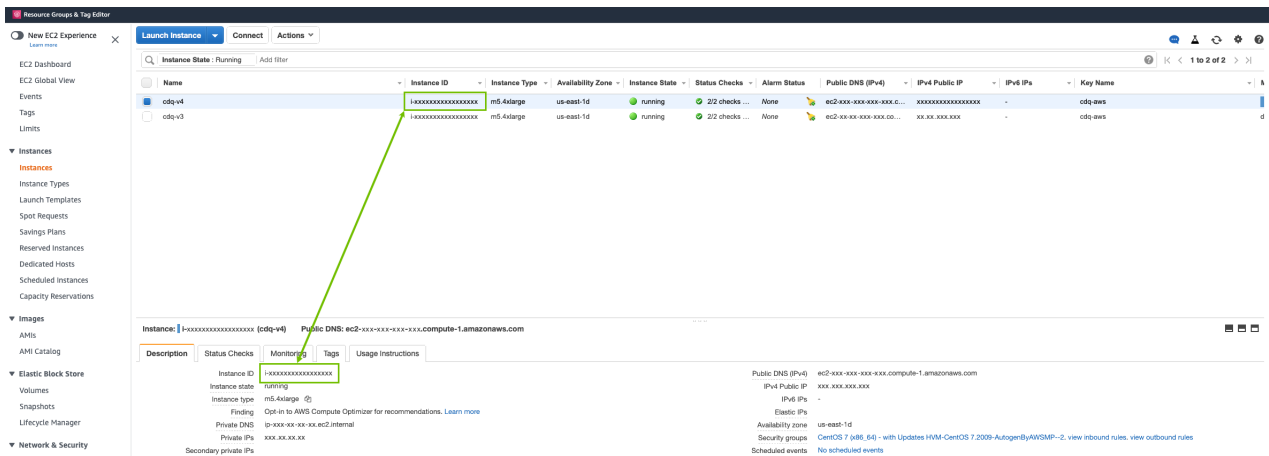 Resource Groups & Tag Editor
New EC2 Experience
Learn more
EC2 Dashboard
EC2 Global View
Events
Tags
Limits
Instances
Instances
Instance Types
Launch Templates
Spot Requests
Savings Plans
Reserved Instances
Dedicated Hosts
Scheduled Instances
Capacity Reservations
Images
AMIs
AMI Catalog
Elastic Block Store
Volumes
Snapshots
Lifecycle Manager
Network & Security
Launch Instance Connect Actions
Instance State : Running Add filter 1 to 2 of 2
Name Instance ID Instance Type Availability Zone Instance State Status Checks Alarm Status Public DNS (IPv4) IPv4 Public IP IPv6 IPs Key Name
cdq-v4 i-xxxxxxxxxxxxxxxxx m5.4xlarge us-east-1d running 2/2 checks ... None ec2-xxx-xxx-xxx-xxx.c... xxxxxxxxxxxxxxxxx - cdq-aws
cdq-v3 i-xxxxxxxxxxxxxxxxx m5.4xlarge us-east-1d running 2/2 checks ... None ec2-xx-xx-xxx-xxx.co... xx.xx.xxx.xxx - cdq-aws d
Instance: i-xxxxxxxxxxxxxxxxx (cdq-v4) Public DNS: ec2-xxx-xxx-xxx-xxx.compute-1.amazonaws.com
Description Status Checks Monitoring Tags Usage Instructions
Instance ID i-xxxxxxxxxxxxxxxxx
Instance state running
Instance type m5.4xlarge
Finding Opt-in to AWS Compute Optimizer for recommendations. Learn more
Private DNS ip-xxx-xx-xx-xx.ec2.internal
Private IPs xxx.xx.xx.xx
Secondary private IPs
Public DNS (IPv4) ec2-xxx-xxx-xxx-xxx.compute-1.amazonaws.com
IPv4 Public IP xxx.xxx.xxx.xxx
IPv6 IPs -
Elastic IPs
Availability zone us-east-1d
Security groups CentOS 7 (x86_64) - with Updates HVM-CentOS 7.2009-AutogenByAWSMP--2. view inbound rules. view outbound rules
Scheduled events No scheduled events